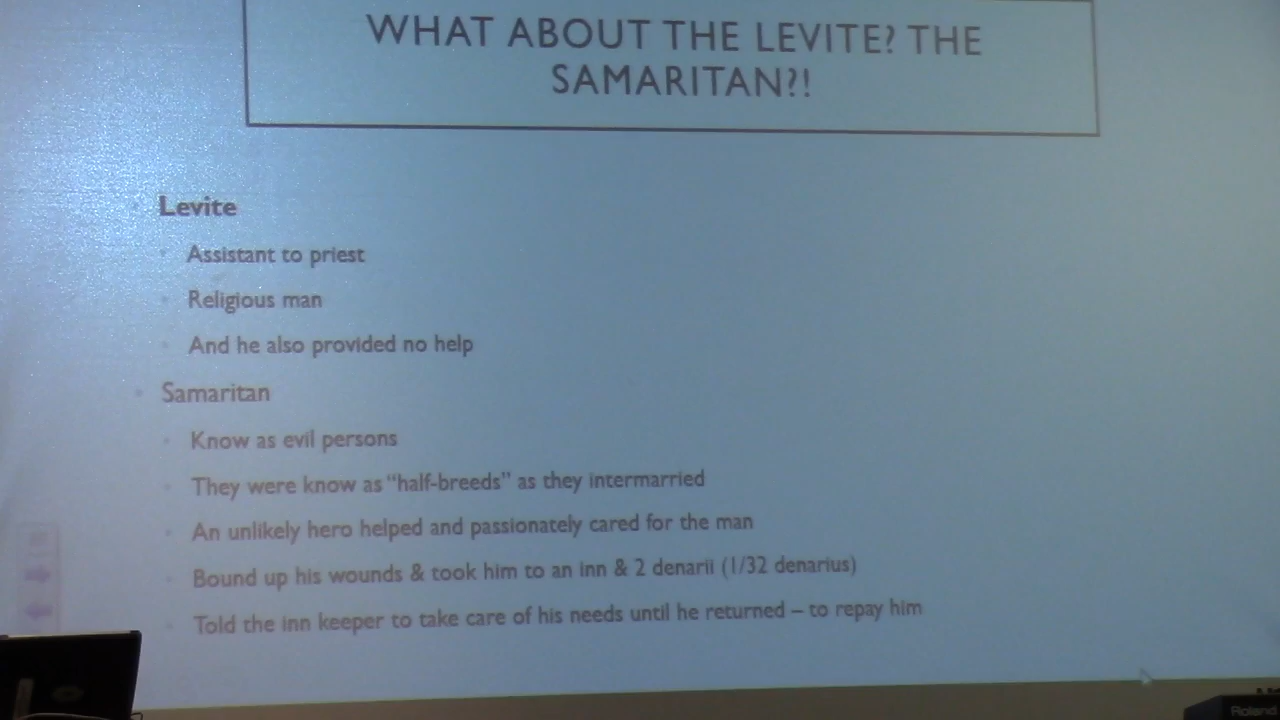 WHAT ABOUT THE LEVITE? THE
SAMARITAN?!
Levite
Assistant to priest
Religious man
And he also provided no help
Samaritan
Know as evil persons
They were know as "half-breeds" as they intermarried
An unlikely hero helped and passionately cared for the man
Bound up his wounds & took him to an inn & 2 denarii (1/32 denarius)
Told the inn keeper to take care of his needs until he returned – to repay him
Roland